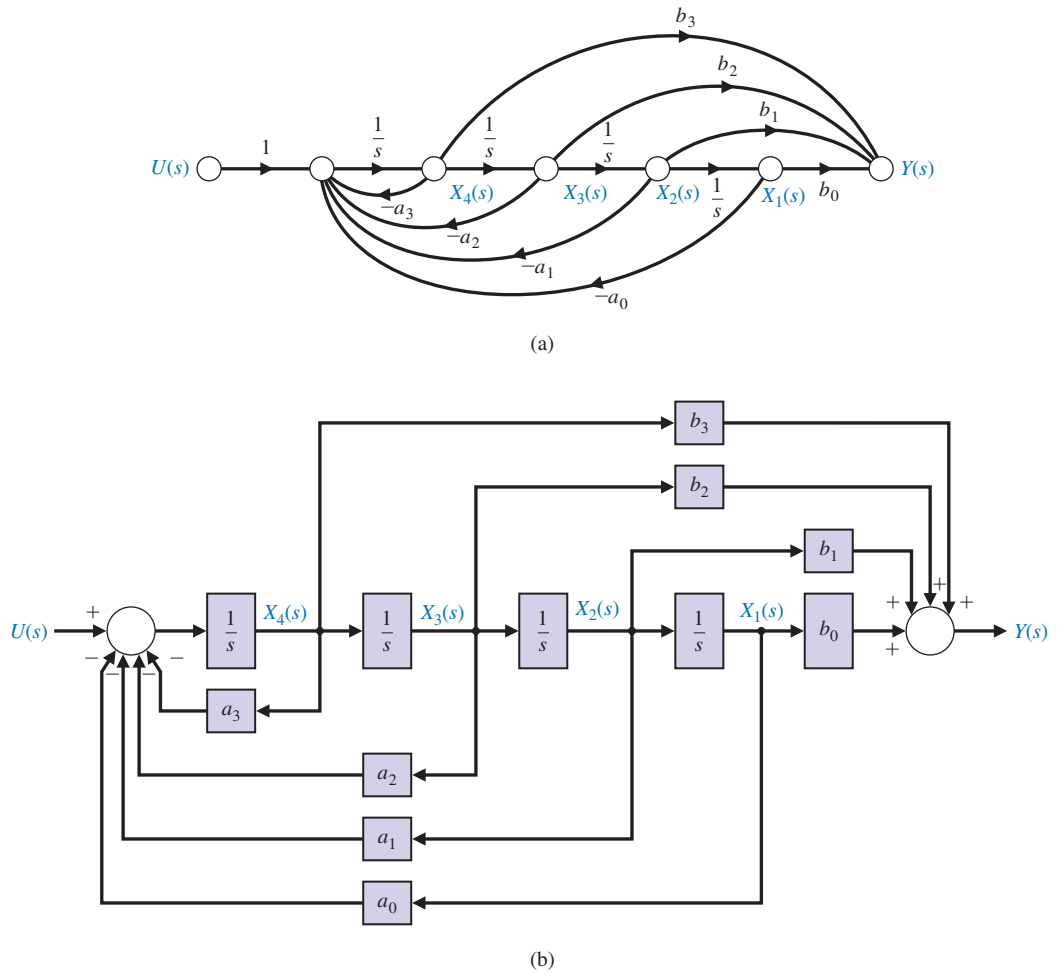 b3
b2
b1
1
1/s
1/s
1/s
U(s)
X4(s)
X3(s)
X2(s)
1/s
X1(s)
b0
Y(s)
−a3
−a2
−a1
−a0
(a)
b3
b2
b1
+
+
+
+
U(s)
1/s
X4(s)
1/s
X3(s)
1/s
X2(s)
1/s
X1(s)
b0
+
Y(s)
−
−
−
−
a3
a2
a1
a0
(b)